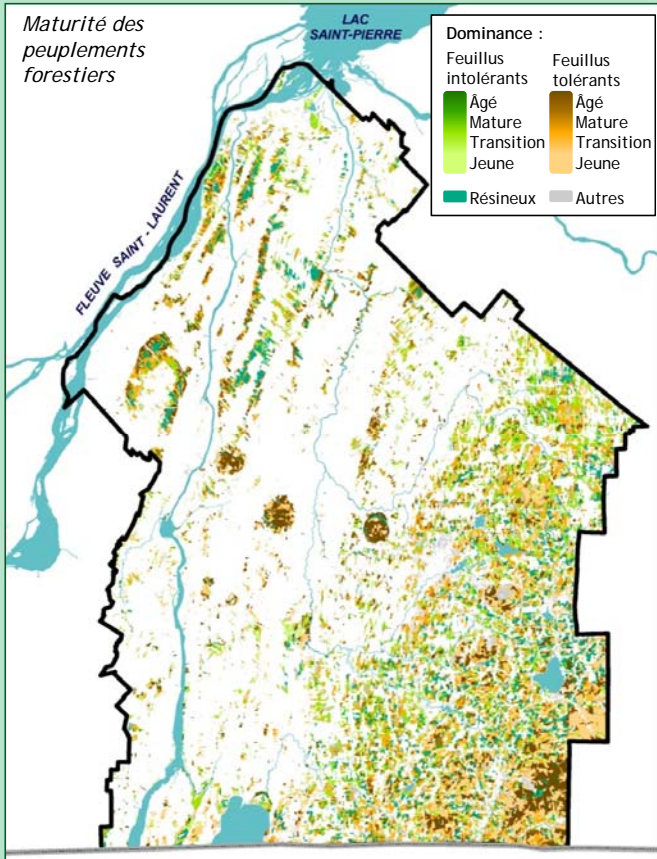 Maturité des
peuplements
forestiers
LAC
SAINT-PIERRE
FLEUVE SAINT-LAURENT
Dominance :
Feuillus
intolérants
Âgé
Mature
Transition
Jeune
Résineux
Feuillus
tolérants
Âgé
Mature
Transition
Jeune
Autres